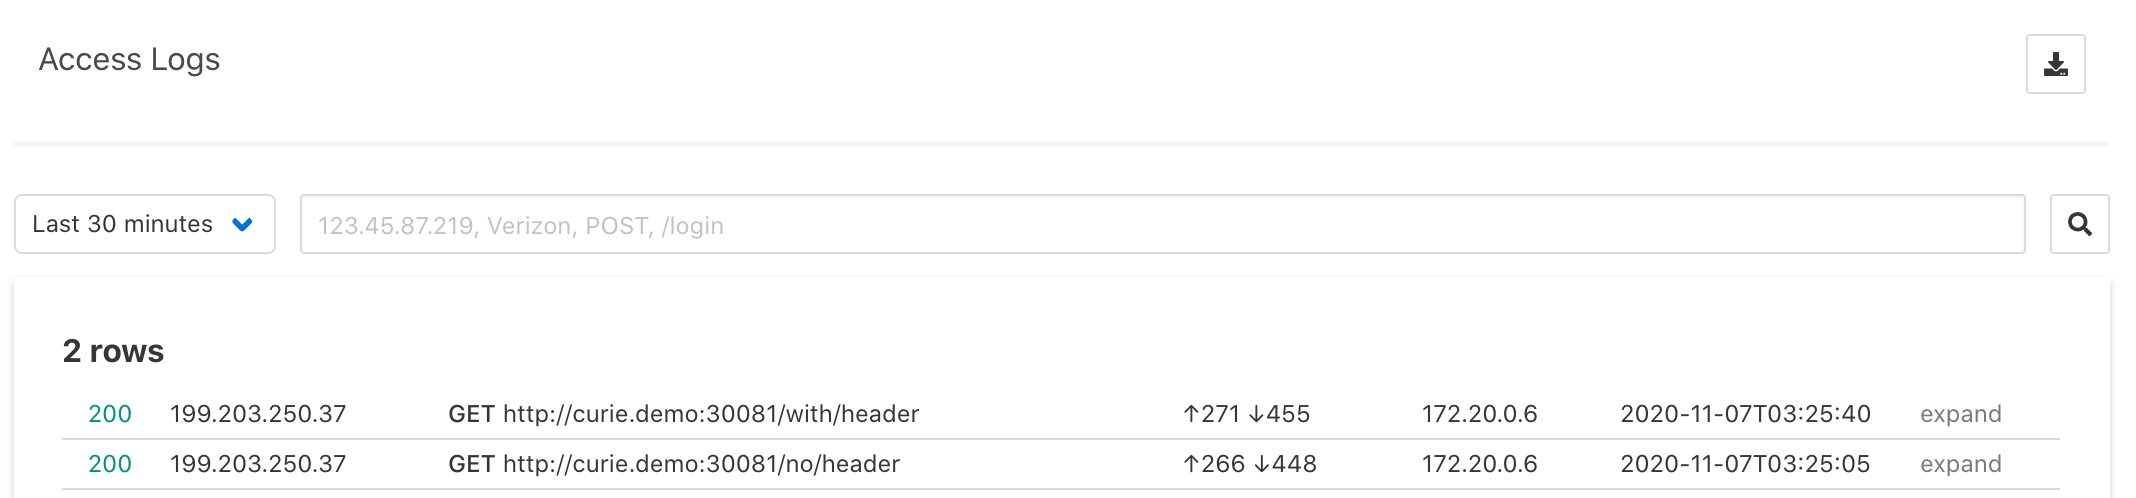 Access Logs
Last 30 minutes
123.45.87.219, Verizon, POST, /login
2 rows
200 199.203.250.37 GET http://curie.demo:30081/with/header ↑271 ↓455 172.20.0.6 2020-11-07T03:25:40 expand
200 199.203.250.37 GET http://curie.demo:30081/no/header ↑266 ↓448 172.20.0.6 2020-11-07T03:25:05 expand